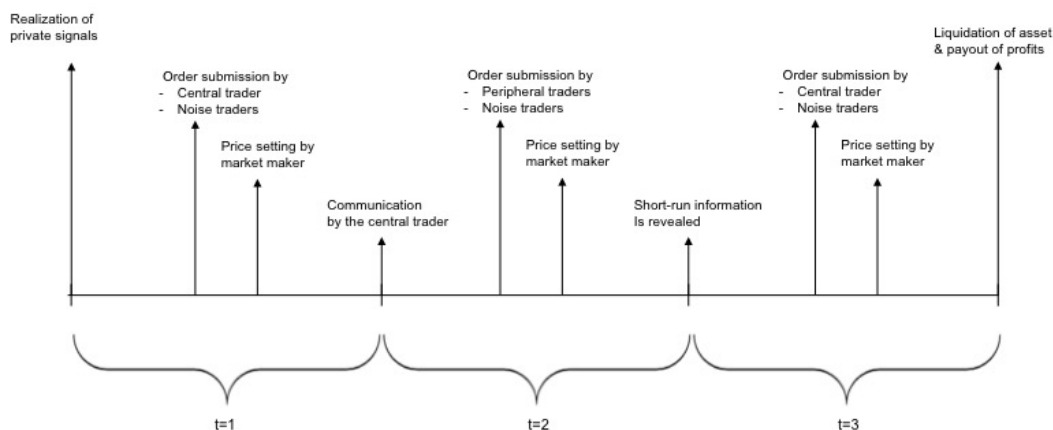 Realization of
private signals
Order submission by
- Central trader
- Noise traders
Price setting by
market maker
Communication
by the central trader
Order submission by
- Peripheral traders
- Noise traders
Price setting by
market maker
Short-run information
Is revealed
Order submission by
- Central trader
- Noise traders
Price setting by
market maker
Liquidation of asset
& payout of profits
t=1
t=2
t=3